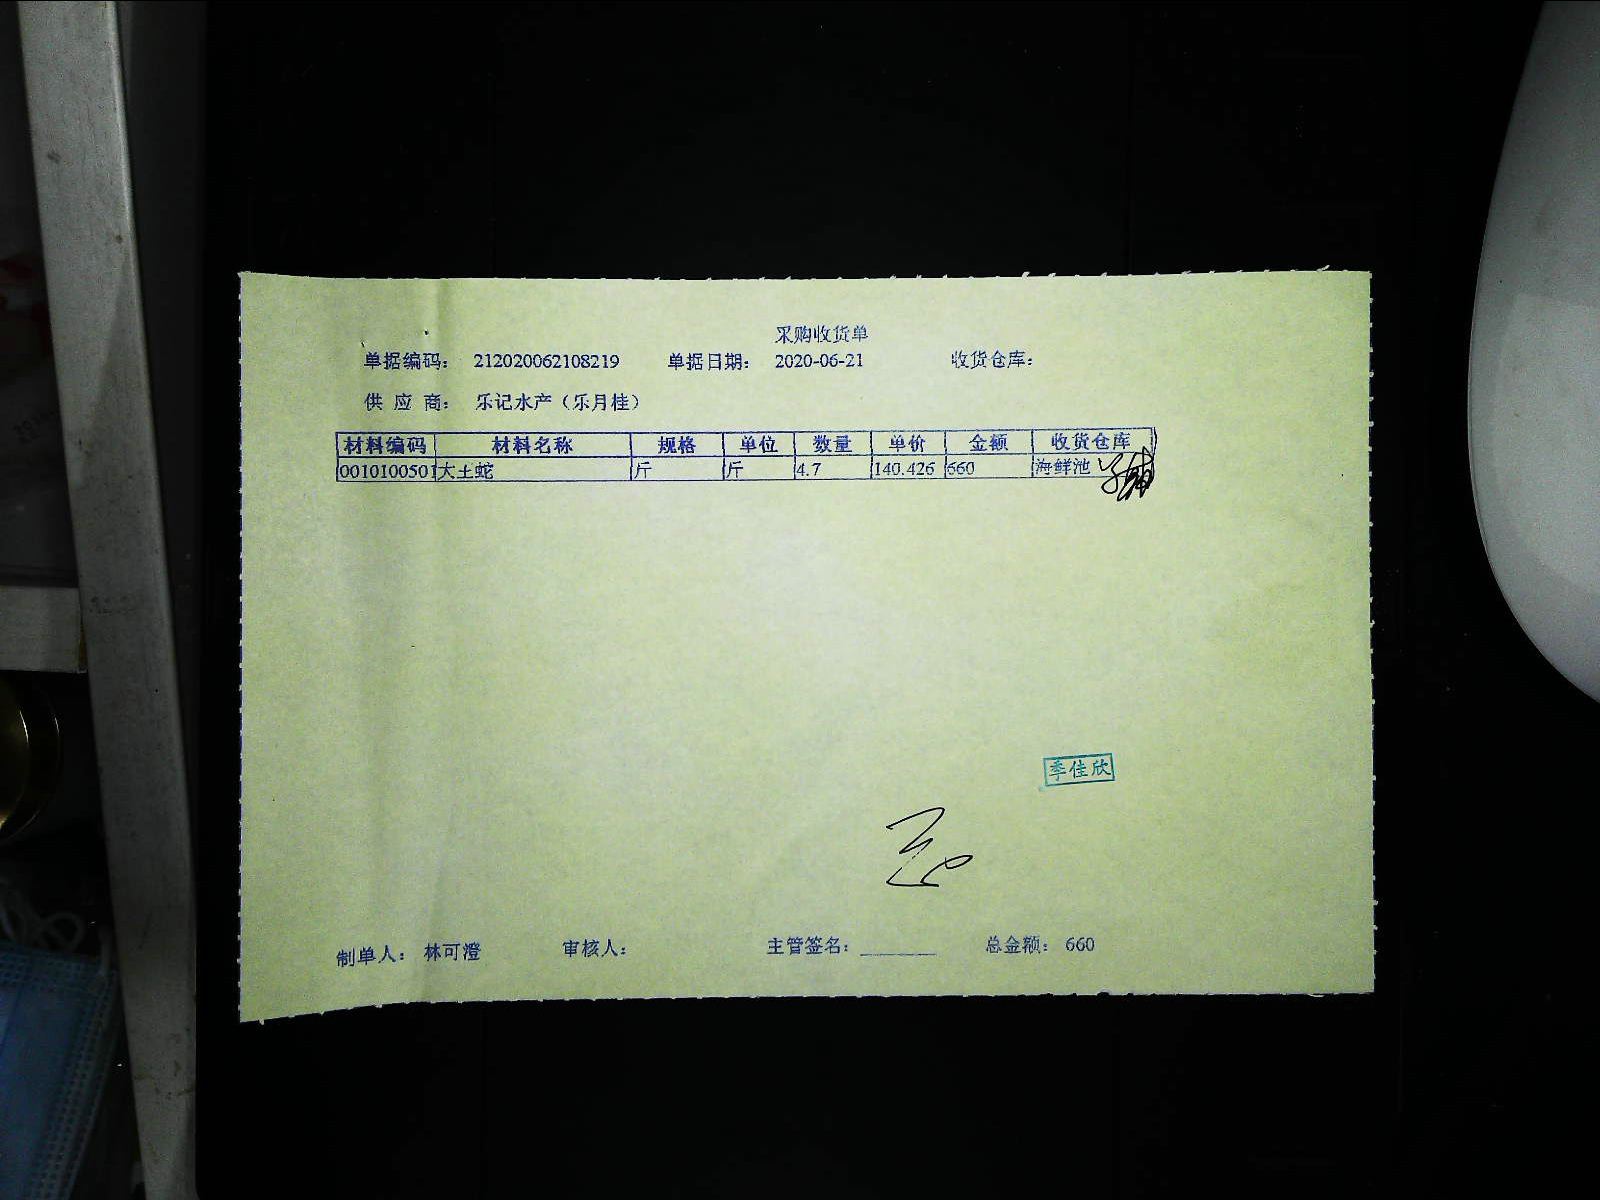 采购收货单
单据编码： 212020062108219 单据日期： 2020-06-21 收货仓库：
供 应 商： 乐记水产（乐月桂）
材料编码 材料名称 规格 单位 数量 单价 金额 收货仓库
0010100501 大王蛇 斤 斤 4.7 140.426 660 海鲜池
季佳欣
制单人： 林可澄 审核人： 主管签名： 总金额： 660